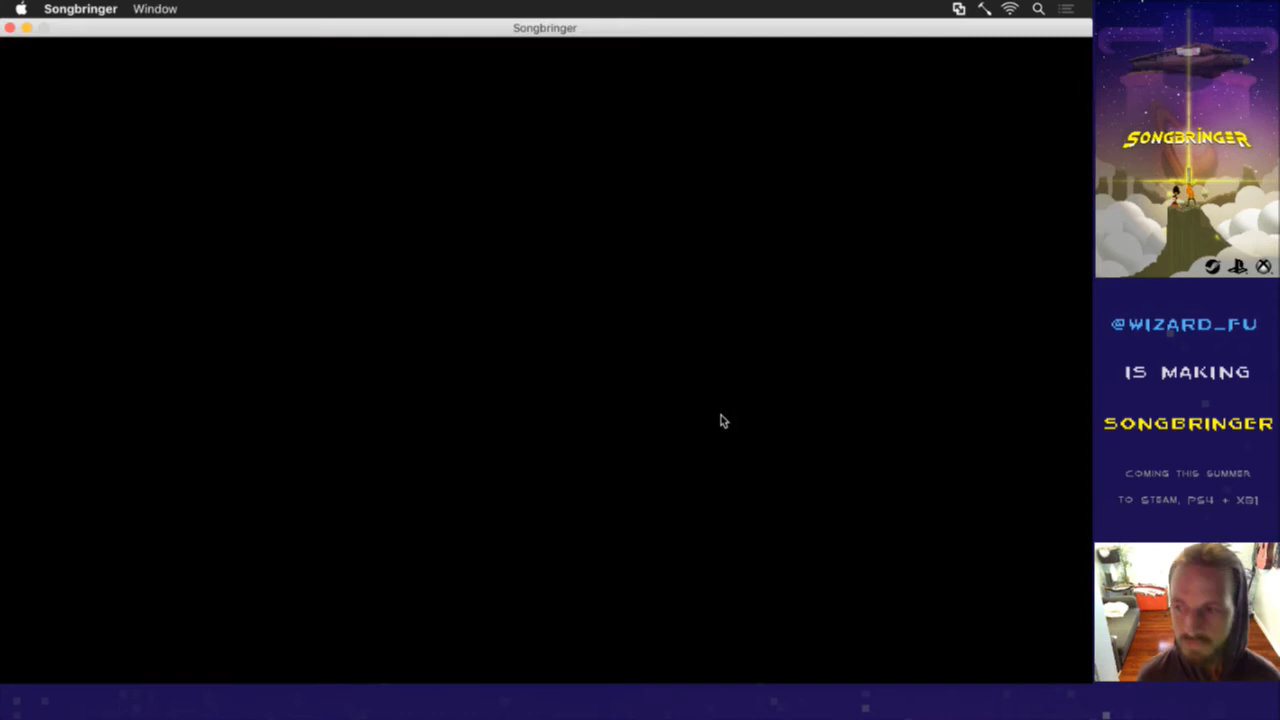 Songbringer Window
Songbringer
SONGBRINGER
@WIZARD_FU
IS MAKING
SONGBRINGER
COMING THIS SUMMER
TO STEAM, PS4 + XB1